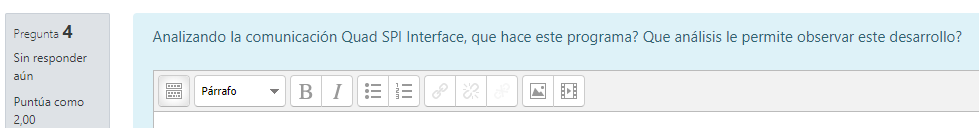 Pregunta 4
Sin responder
aún
Puntúa como
2,00
Analizando la comunicación Quad SPI Interface, que hace este programa? Que análisis le permite observar este desarrollo?
Párrafo
B I